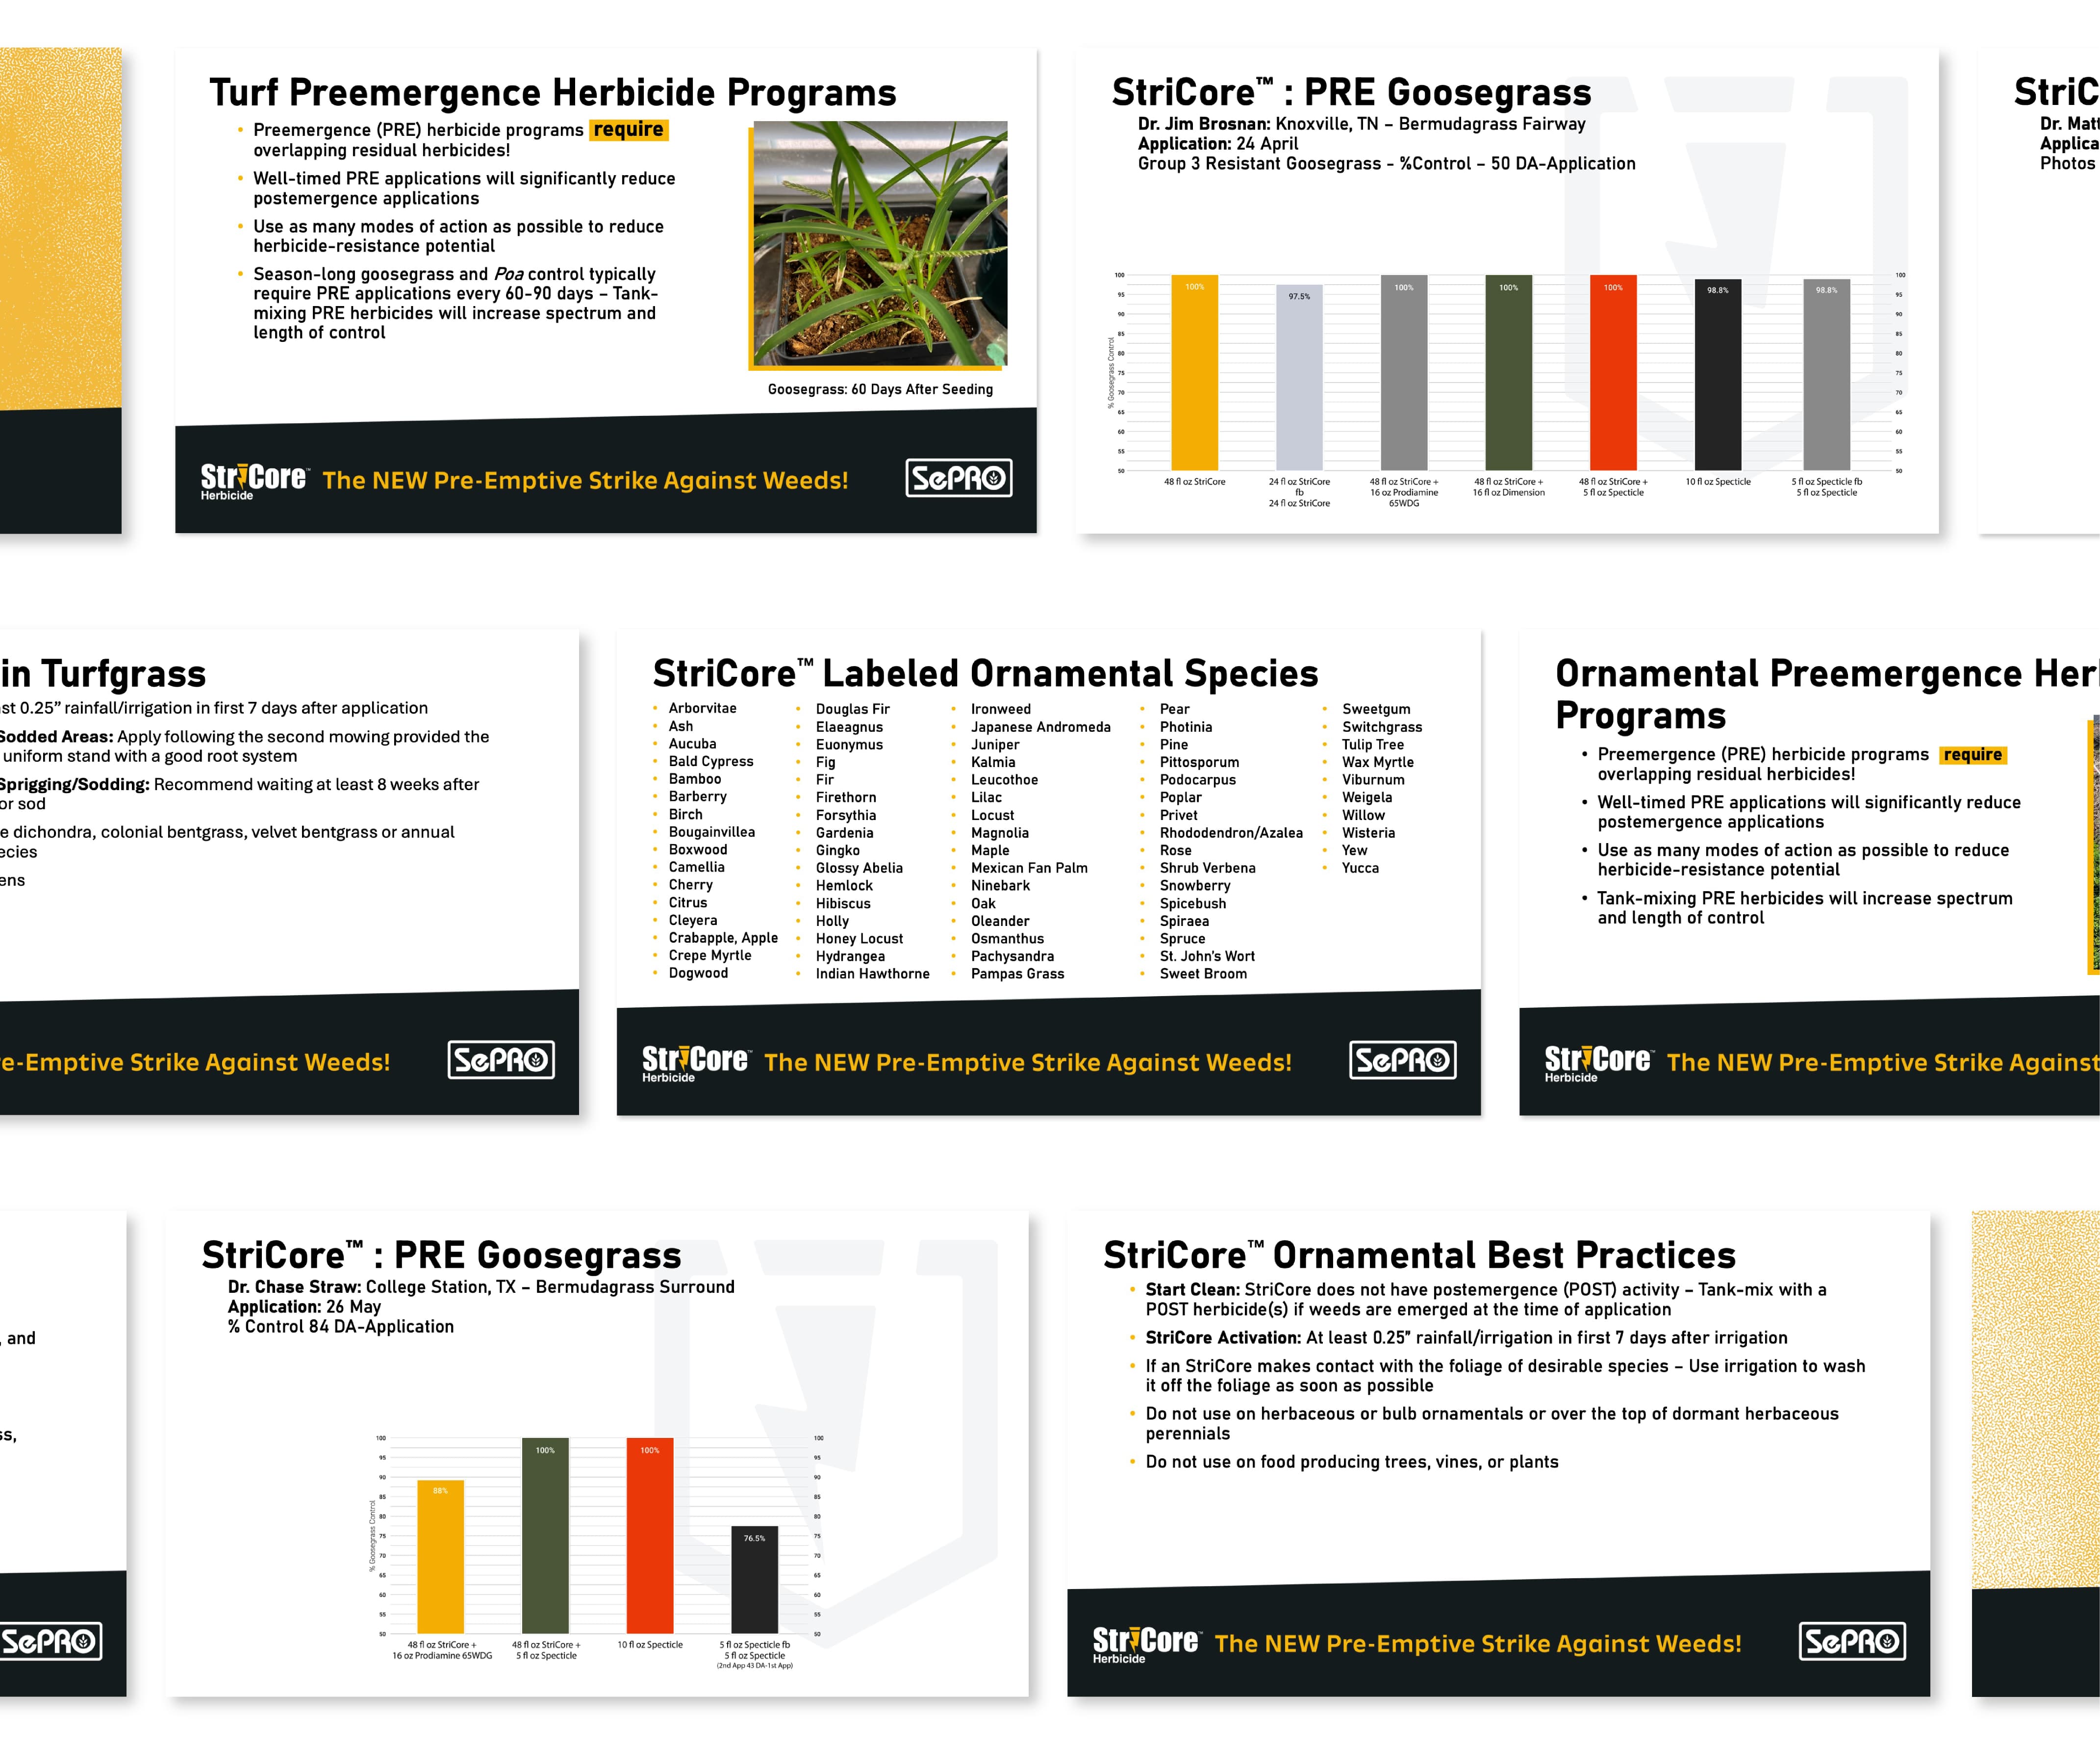 Turf Preemergence Herbicide Programs
• Preemergence (PRE) herbicide programs require
overlapping residual herbicides!
• Well-timed PRE applications will significantly reduce
postemergence applications
• Use as many modes of action as possible to reduce
herbicide-resistance potential
• Season-long goosegrass and Poa control typically
require PRE applications every 60-90 days – Tank-
mixing PRE herbicides will increase spectrum and
length of control
Goosegrass: 60 Days After Seeding
StriCore™
Herbicide
The NEW Pre-Emptive Strike Against Weeds!
SePRO
StriCore™ : PRE Goosegrass
Dr. Jim Brosnan: Knoxville, TN – Bermudagrass Fairway
Application: 24 April
Group 3 Resistant Goosegrass - %Control – 50 DA-Application
% Goosegrass Control
100
95
90
85
80
75
70
65
60
55
50
100% 97.5% 100% 100% 100% 98.8% 98.8%
100
95
90
85
80
75
70
65
60
55
50
48 fl oz StriCore
24 fl oz StriCore
fb
24 fl oz StriCore
48 fl oz StriCore +
16 oz Prodiamine
65WDG
48 fl oz StriCore +
16 fl oz Dimension
48 fl oz StriCore +
5 fl oz Specticle
10 fl oz Specticle
5 fl oz Specticle fb
5 fl oz Specticle
StriC
Dr. Matt
Applica
Photos
in Turfgrass
st 0.25” rainfall/irrigation in first 7 days after application
Sodded Areas: Apply following the second mowing provided the
uniform stand with a good root system
Sprigging/Sodding: Recommend waiting at least 8 weeks after
or sod
e dichondra, colonial bentgrass, velvet bentgrass or annual
ecies
ens
e-Emptive Strike Against Weeds!
SePRO
StriCore™ Labeled Ornamental Species
• Arborvitae
• Ash
• Aucuba
• Bald Cypress
• Bamboo
• Barberry
• Birch
• Bougainvillea
• Boxwood
• Camellia
• Cherry
• Citrus
• Cleyera
• Crabapple, Apple
• Crepe Myrtle
• Dogwood
• Douglas Fir
• Elaeagnus
• Euonymus
• Fig
• Fir
• Firethorn
• Forsythia
• Gardenia
• Gingko
• Glossy Abelia
• Hemlock
• Hibiscus
• Holly
• Honey Locust
• Hydrangea
• Indian Hawthorne
• Ironweed
• Japanese Andromeda
• Juniper
• Kalmia
• Leucothoe
• Lilac
• Locust
• Magnolia
• Maple
• Mexican Fan Palm
• Ninebark
• Oak
• Oleander
• Osmanthus
• Pachysandra
• Pampas Grass
• Pear
• Photinia
• Pine
• Pittosporum
• Podocarpus
• Poplar
• Privet
• Rhododendron/Azalea
• Rose
• Shrub Verbena
• Snowberry
• Spicebush
• Spiraea
• Spruce
• St. John’s Wort
• Sweet Broom
• Sweetgum
• Switchgrass
• Tulip Tree
• Wax Myrtle
• Viburnum
• Weigela
• Willow
• Wisteria
• Yew
• Yucca
StriCore™
Herbicide
The NEW Pre-Emptive Strike Against Weeds!
SePRO
Ornamental Preemergence Her
Programs
• Preemergence (PRE) herbicide programs require
overlapping residual herbicides!
• Well-timed PRE applications will significantly reduce
postemergence applications
• Use as many modes of action as possible to reduce
herbicide-resistance potential
• Tank-mixing PRE herbicides will increase spectrum
and length of control
StriCore™
Herbicide
The NEW Pre-Emptive Strike Against
, and
ss,
SePRO
StriCore™ : PRE Goosegrass
Dr. Chase Straw: College Station, TX – Bermudagrass Surround
Application: 26 May
% Control 84 DA-Application
% Goosegrass Control
100
95
90
85
80
75
70
65
60
55
50
88% 100% 100% 76.5%
100
95
90
85
80
75
70
65
60
55
50
48 fl oz StriCore +
16 oz Prodiamine 65WDG
48 fl oz StriCore +
5 fl oz Specticle
10 fl oz Specticle
5 fl oz Specticle fb
5 fl oz Specticle
(2nd App 43 DA-1st App)
StriCore™ Ornamental Best Practices
• Start Clean: StriCore does not have postemergence (POST) activity – Tank-mix with a
POST herbicide(s) if weeds are emerged at the time of application
• StriCore Activation: At least 0.25” rainfall/irrigation in first 7 days after irrigation
• If an StriCore makes contact with the foliage of desirable species – Use irrigation to wash
it off the foliage as soon as possible
• Do not use on herbaceous or bulb ornamentals or over the top of dormant herbaceous
perennials
• Do not use on food producing trees, vines, or plants
StriCore™
Herbicide
The NEW Pre-Emptive Strike Against Weeds!
SePRO